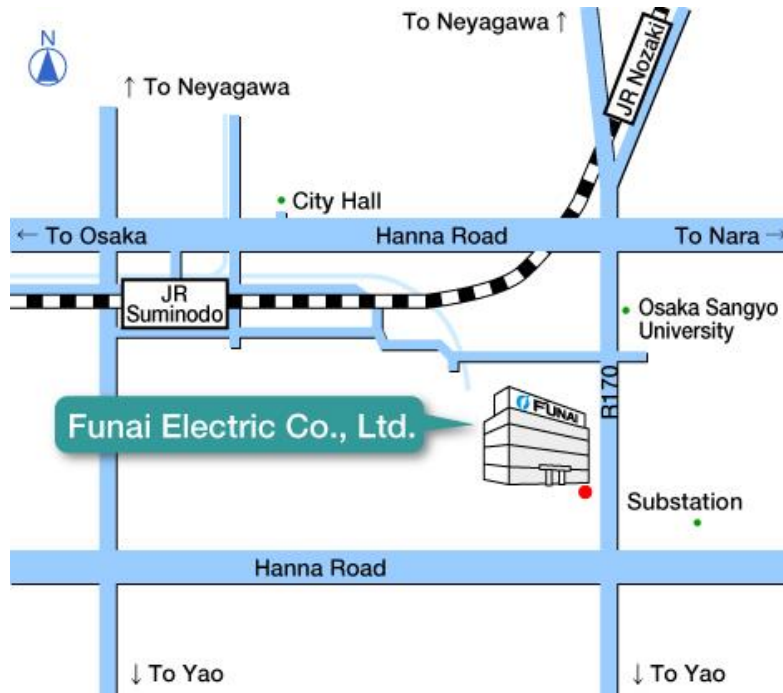 To Neyagawa ↑
N
JR Nozaki
↑ To Neyagawa
City Hall
← To Osaka
Hanna Road
To Nara →
JR
Suminodo
Osaka Sangyo
University
R170
FUNAI
Funai Electric Co., Ltd.
Substation
Hanna Road
↓ To Yao
↓ To Yao